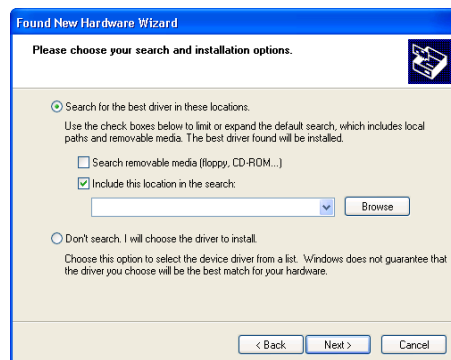 Found New Hardware Wizard
Please choose your search and installation options.
Search for the best driver in these locations.
Use the check boxes below to limit or expand the default search, which includes local
paths and removable media. The best driver found will be installed.
Search removable media (floppy, CD-ROM...)
Include this location in the search:
Browse
Don't search. I will choose the driver to install.
Choose this option to select the device driver from a list. Windows does not guarantee that
the driver you choose will be the best match for your hardware.
< Back
Next >
Cancel